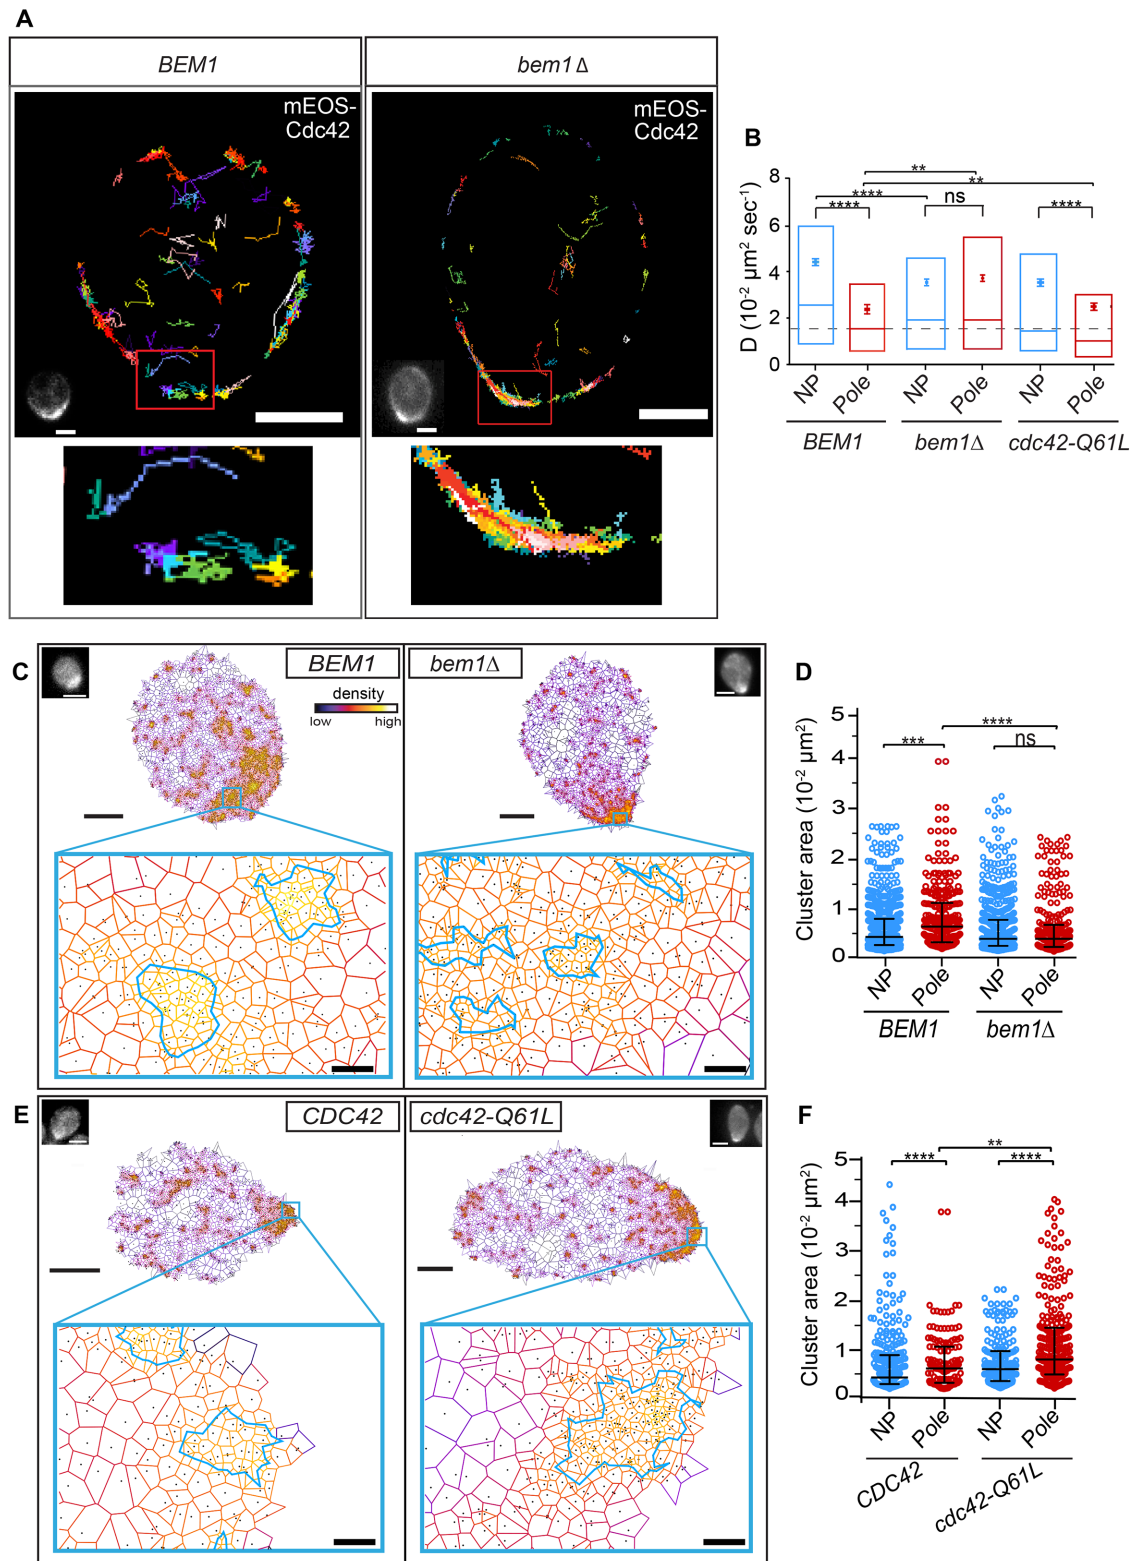 A
BEM1
bem1Δ
mEOS-
Cdc42
mEOS-
Cdc42
B
D (10⁻² μm² sec⁻¹)
8
6
4
2
0
**
**
****
ns
****
****
NP
Pole
NP
Pole
NP
Pole
BEM1
bem1Δ
cdc42-Q61L
C
BEM1
bem1Δ
density
low
high
D
Cluster area (10⁻² μm²)
5
4
3
2
1
0
****
***
ns
NP
Pole
NP
Pole
BEM1
bem1Δ
E
CDC42
cdc42-Q61L
F
Cluster area (10⁻² μm²)
5
4
3
2
1
0
**
****
****
NP
Pole
NP
Pole
CDC42
cdc42-Q61L